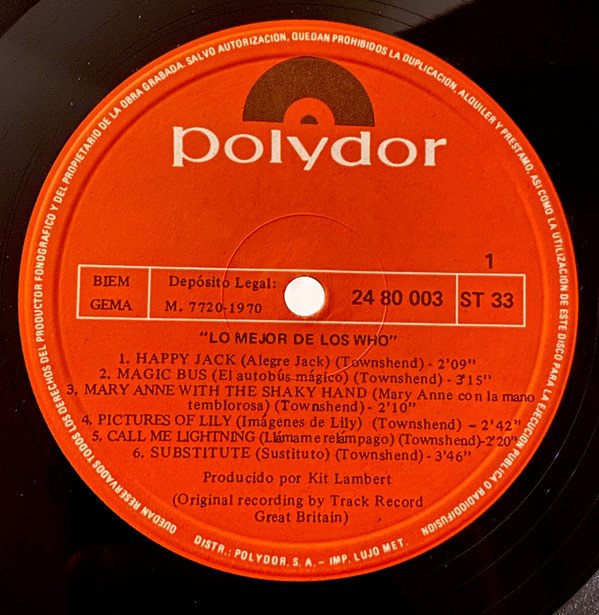 QUEDAN RESERVADOS TODOS LOS DERECHOS DEL PRODUCTOR FONOGRAFICO Y DEL PROPIETARIO DE LA OBRA GRABADA. SALVO AUTORIZACION, QUEDAN PROHIBIDOS LA DUPLICACION, ALQUILER Y PRESTAMO, ASI COMO LA UTILIZACION DE ESTE DISCO PARA LA EJECUCION PUBLICA O RADIODIFUSION
polydor
1
BIEM
GEMA
Depósito Legal:
M. 7720-1970
24 80 003
ST 33
"LO MEJOR DE LOS WHO"
1. HAPPY JACK (Alegre Jack) (Townshend) - 2'09"
2. MAGIC BUS (El autobús mágico) (Townshend) - 3'15"
3. MARY ANNE WITH THE SHAKY HAND (Mary Anne con la mano
temblorosa) (Townshend) - 2'10"
4. PICTURES OF LILY (Imágenes de Lily) (Townshend) - 2'42"
5. CALL ME LIGHTNING (Llámame relámpago) (Townshend)-2'20"
6. SUBSTITUTE (Sustituto) (Townshend) - 3'46"
Producido por Kit Lambert
(Original recording by Track Record
Great Britain)
DISTR.: POLYDOR, S. A. - IMP. LUJO MET.